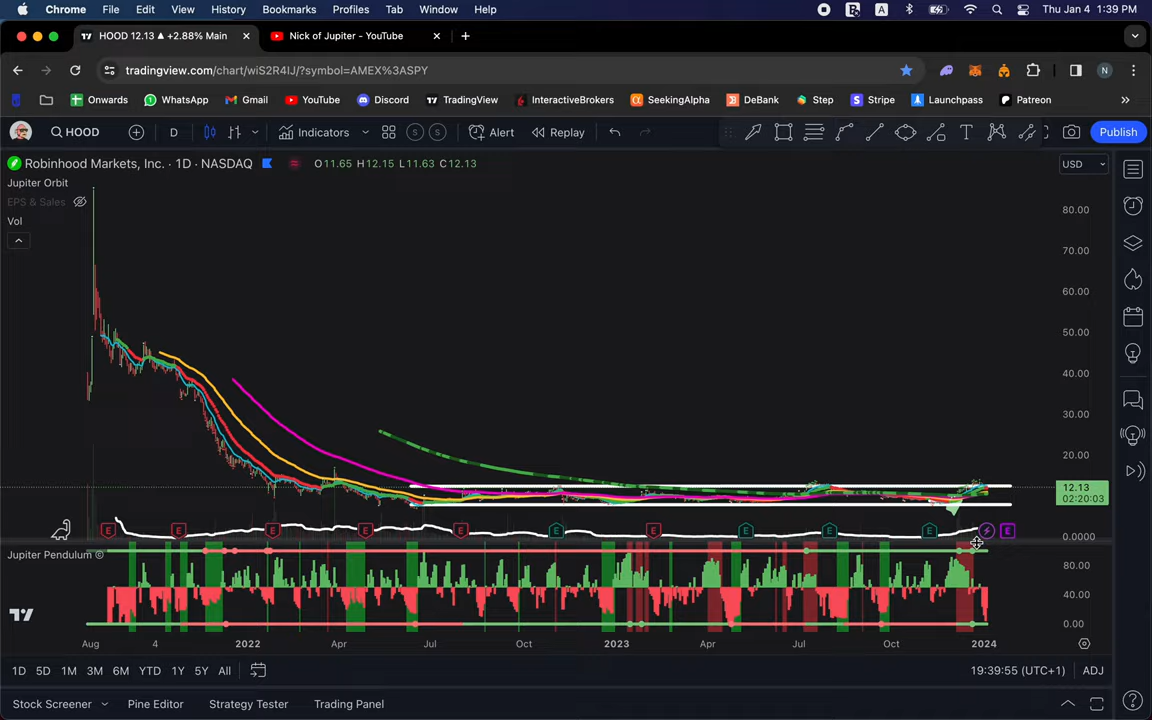 Chrome File Edit View History Bookmarks Profiles Tab Window Help A Thu Jan 4 1:39 PM
HOOD 12.13 ▲ +2.88% Main Nick of Jupiter - YouTube
tradingview.com/chart/wiS2R4IJ/?symbol=AMEX%3ASPY N
Onwards WhatsApp Gmail YouTube Discord TradingView InteractiveBrokers SeekingAlpha DeBank Step Stripe Launchpass Patreon
HOOD D Indicators S S Alert Replay T Publish
Robinhood Markets, Inc. · 1D · NASDAQ O11.65 H12.15 L11.63 C12.13 USD
Jupiter Orbit
EPS & Sales
Vol
80.00
70.00
60.00
50.00
40.00
30.00
20.00
12.13
02:20:03
E E E E E E E E E E E
0.0000
Jupiter Pendulum ©
80.00
40.00
0.00
Aug 4 2022 Apr Jul Oct 2023 Apr Jul Oct 2024
1D 5D 1M 3M 6M YTD 1Y 5Y All 19:39:55 (UTC+1) ADJ
Stock Screener Pine Editor Strategy Tester Trading Panel